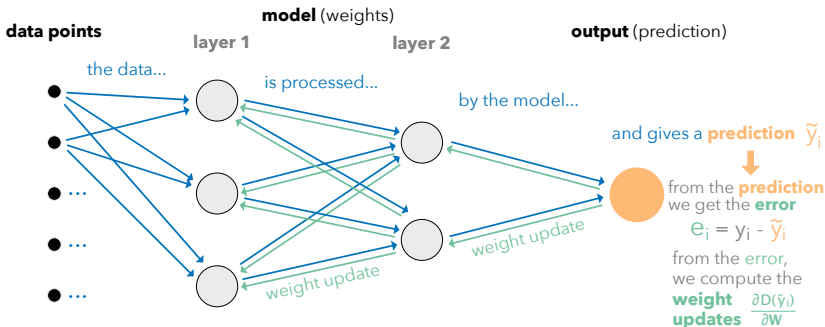 model (weights)
data points
output (prediction)
layer 1
layer 2
the data...
is processed...
by the model...
and gives a prediction ỹᵢ
from the prediction
we get the error
eᵢ = yᵢ - ỹᵢ
from the error,
we compute the
weight updates ∂D(ỹᵢ)/∂W
...
...
...
weight update
weight update